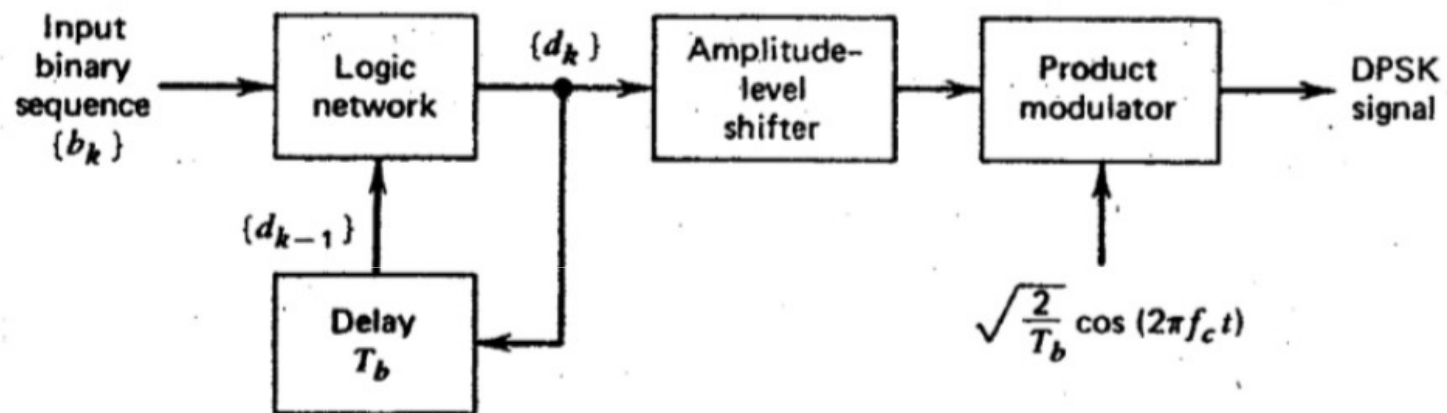 Input
binary
sequence
{b_k}
Logic
network
{d_k}
Amplitude-
level
shifter
Product
modulator
DPSK
signal
{d_{k-1}}
Delay
T_b
√(2/T_b) cos (2πf_c t)